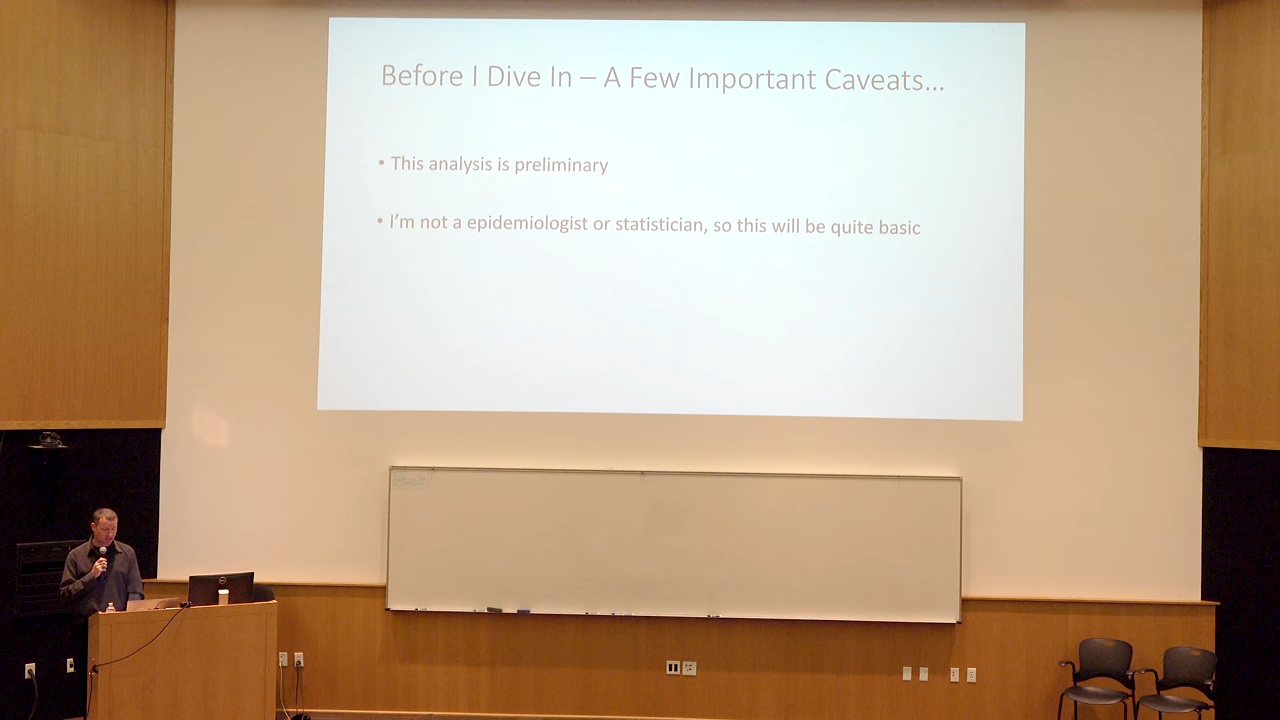 Before I Dive In – A Few Important Caveats...
• This analysis is preliminary
• I'm not a epidemiologist or statistician, so this will be quite basic